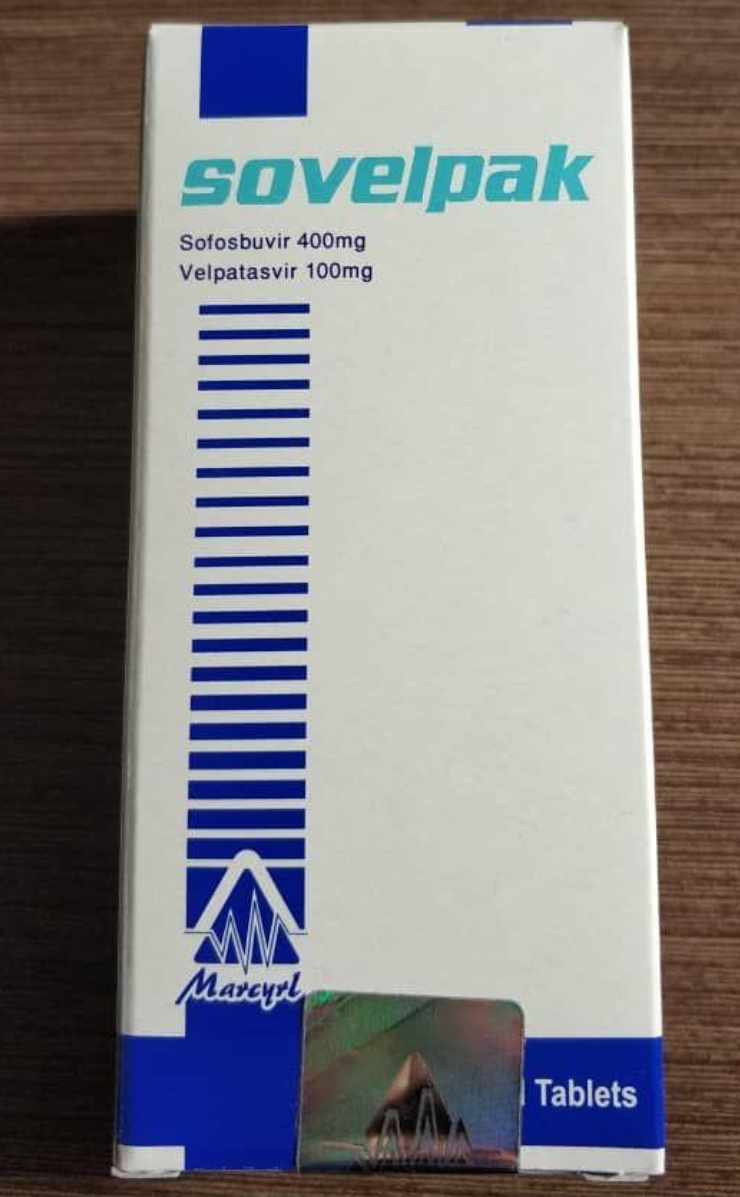 sovelpak
Sofosbuvir 400mg
Velpatasvir 100mg
Marcyrl
Tablets